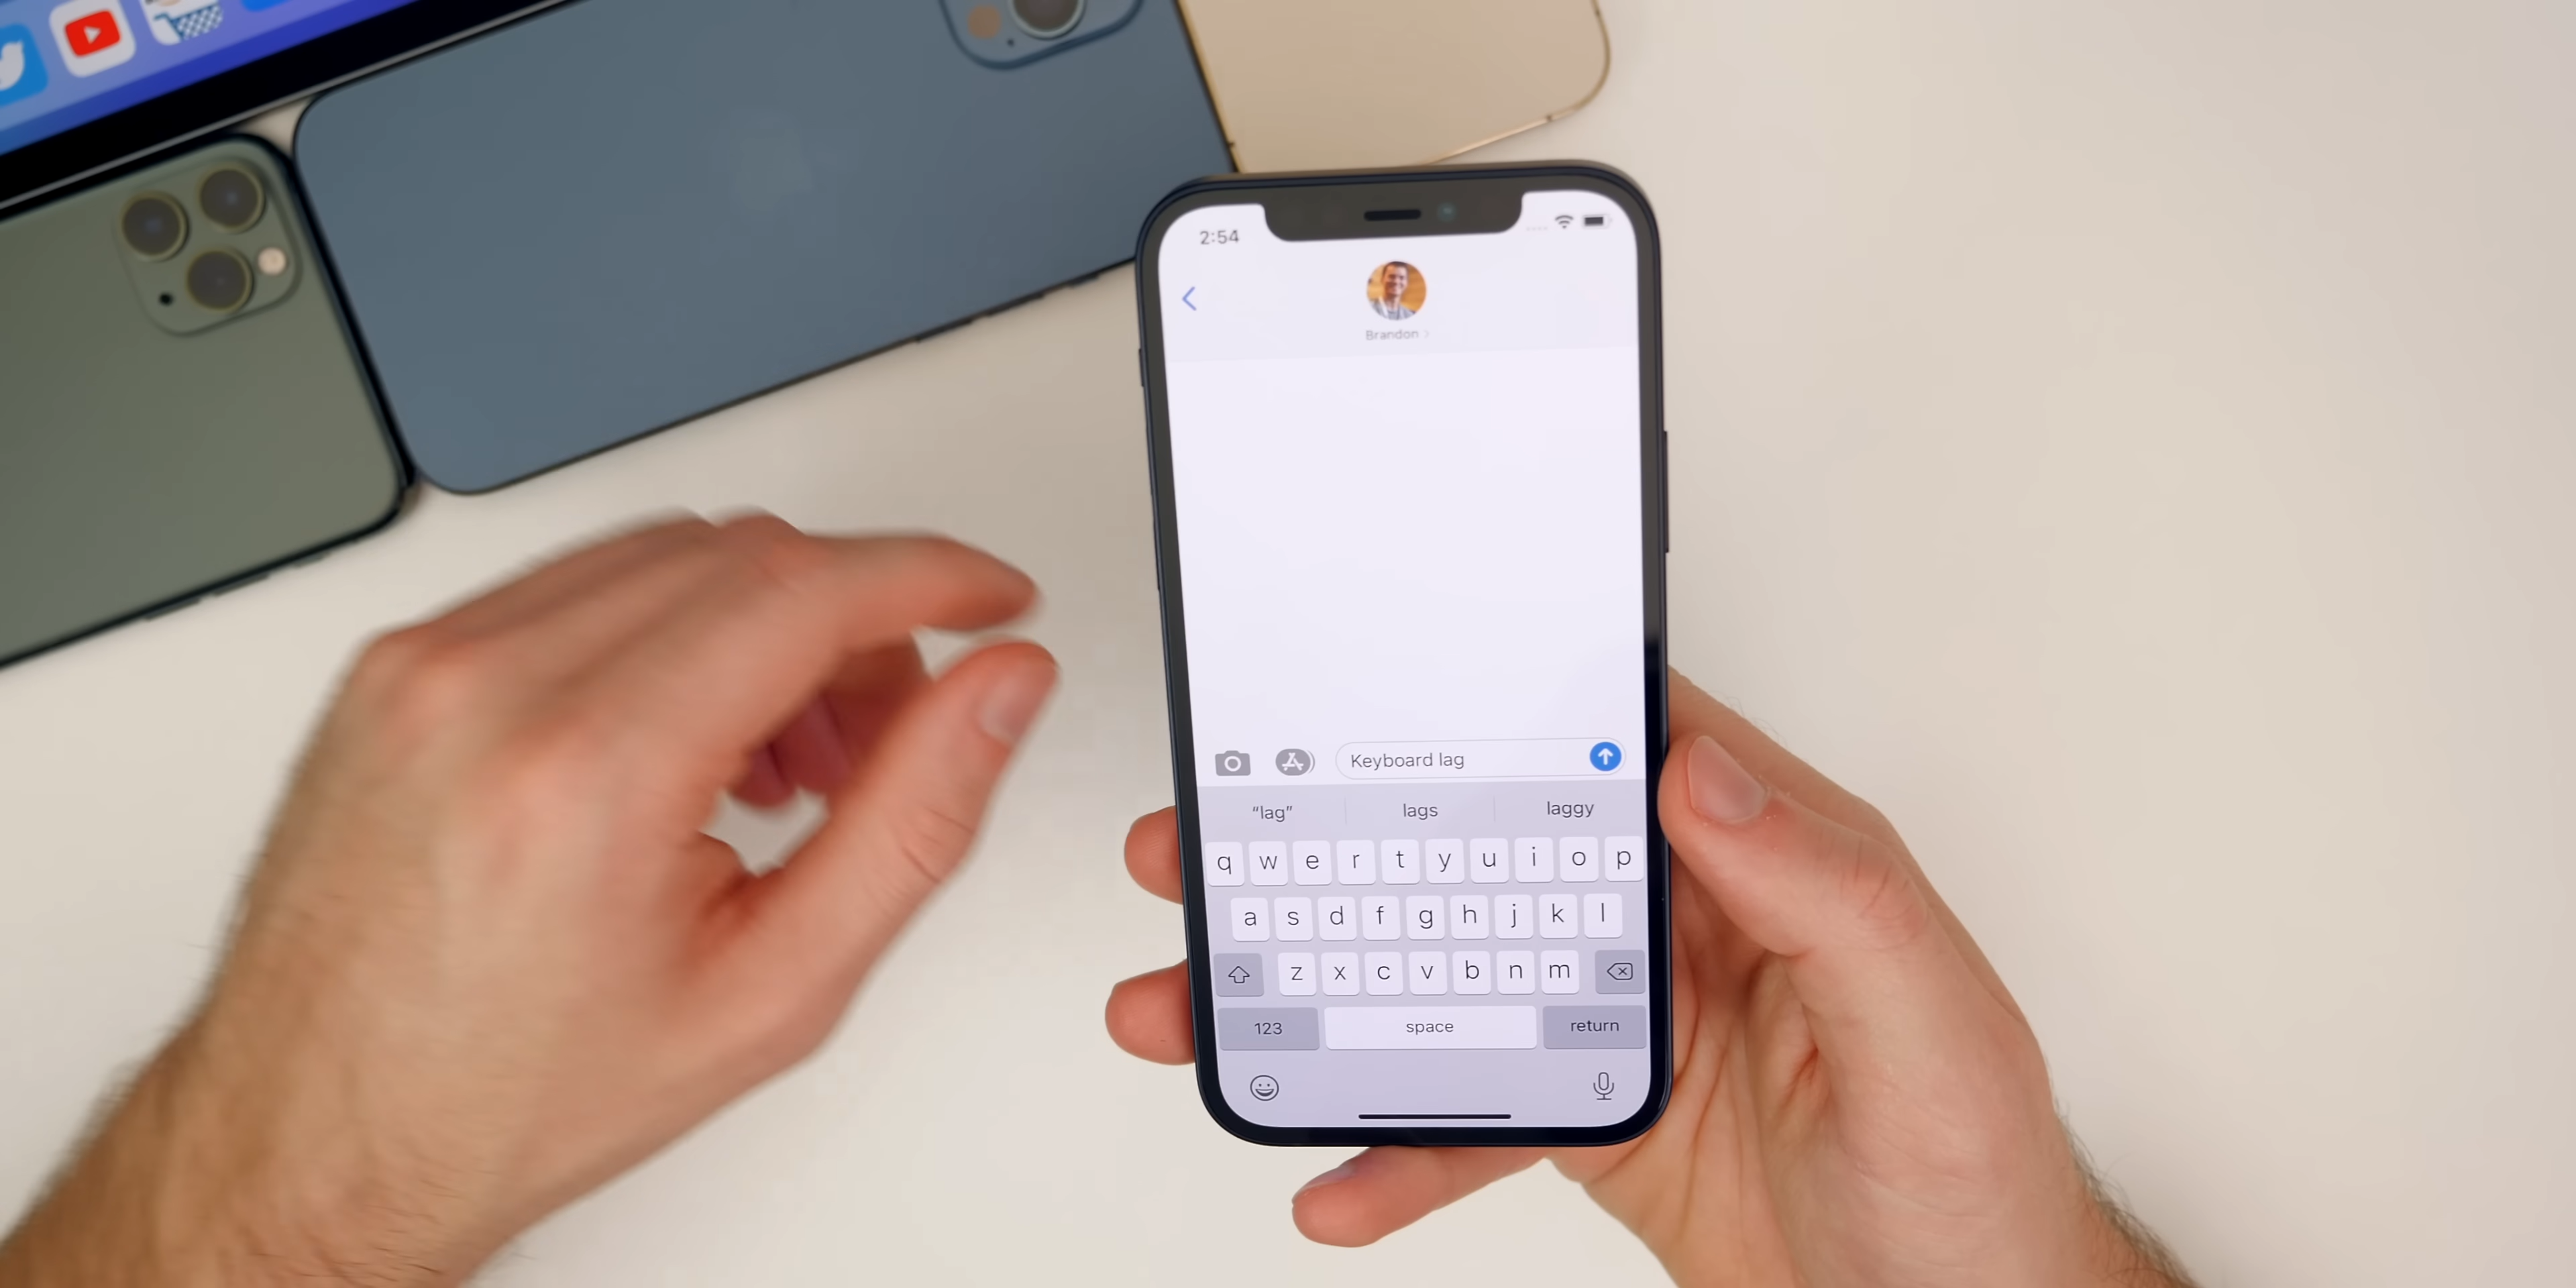 2:54
Brandon
Keyboard lag
“lag” lags laggy
q w e r t y u i o p
a s d f g h j k l
z x c v b n m
123 space return